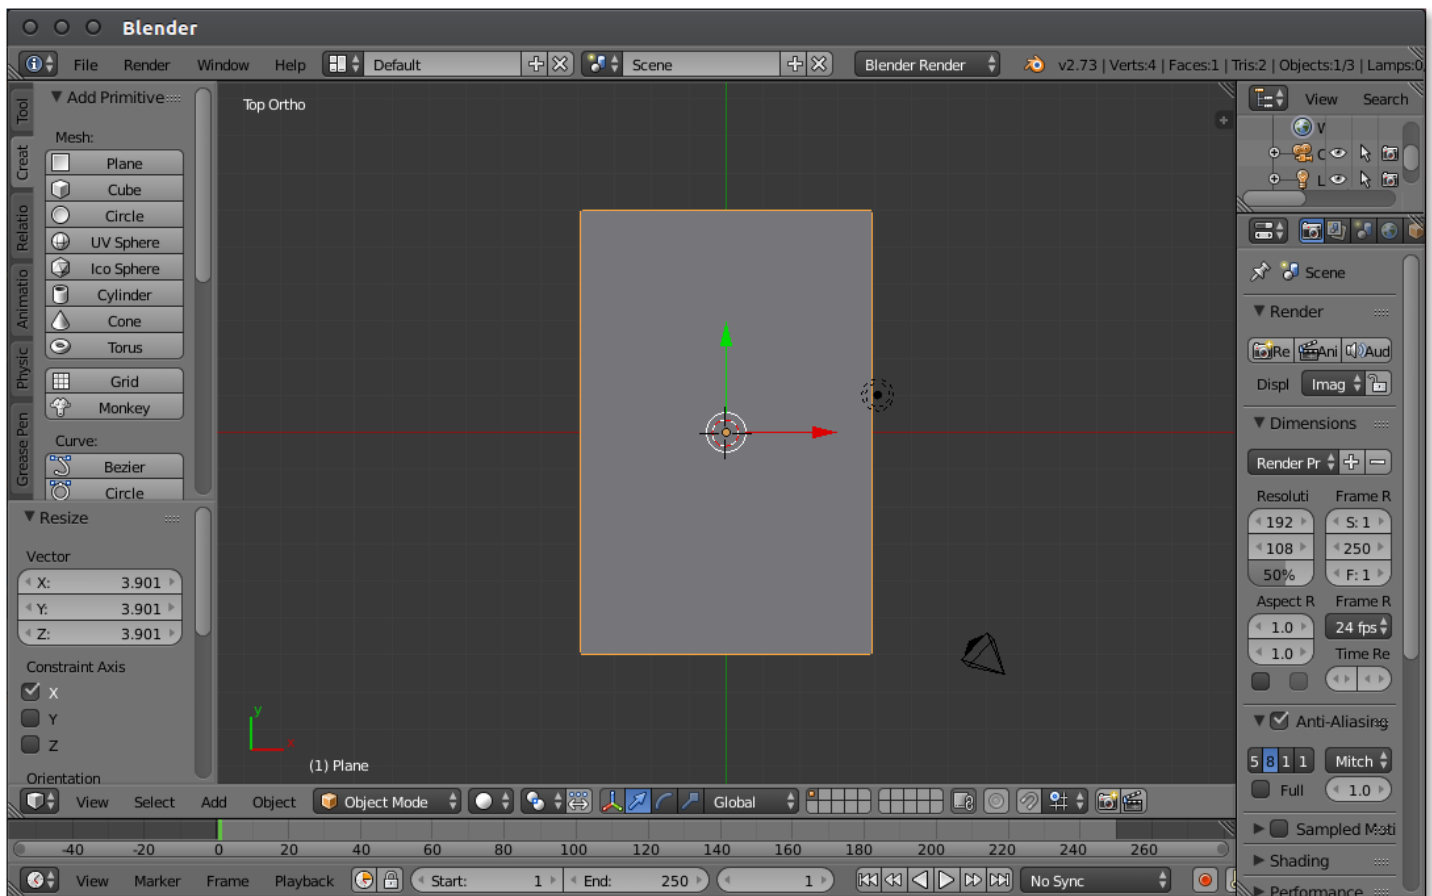 Blender
File Render Window Help Default Scene Blender Render v2.73 | Verts:4 | Faces:1 | Tris:2 | Objects:1/3 | Lamps:0
Tool
Creat
Relatio
Animatio
Physic
Grease Pen
Add Primitive
Mesh:
Plane
Cube
Circle
UV Sphere
Ico Sphere
Cylinder
Cone
Torus
Grid
Monkey
Curve:
Bezier
Circle
Resize
Vector
X: 3.901
Y: 3.901
Z: 3.901
Constraint Axis
X
Y
Z
Orientation
Top Ortho
y
x
(1) Plane
View Select Add Object Object Mode Global
-40 -20 0 20 40 60 80 100 120 140 160 180 200 220 240 260
View Marker Frame Playback Start: 1 End: 250 1 No Sync
View Search
V
C
L
Scene
Render
Re Ani Aud
Displ Imag
Dimensions
Render Pr
Resoluti Frame R
192 S: 1
108 250
50% F: 1
Aspect R Frame R
1.0 24 fps
1.0 Time Re
Anti-Aliasing
5 8 1 1 Mitch
Full 1.0
Sampled Moti
Shading
Performance